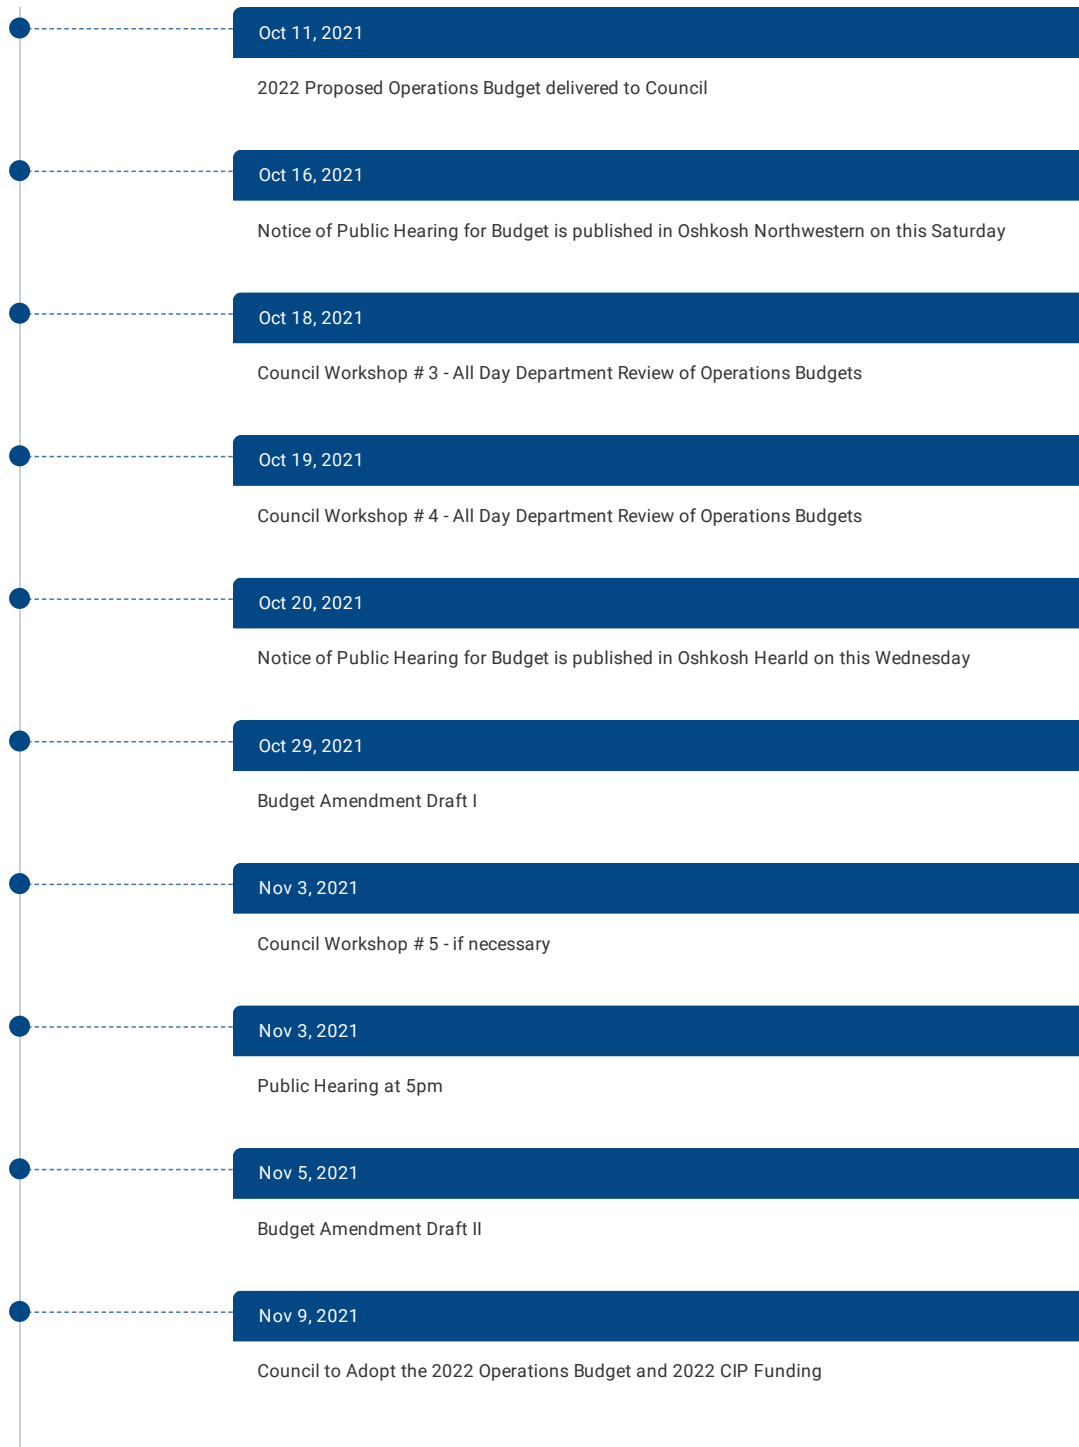 Oct 11, 2021
2022 Proposed Operations Budget delivered to Council
Oct 16, 2021
Notice of Public Hearing for Budget is published in Oshkosh Northwestern on this Saturday
Oct 18, 2021
Council Workshop # 3 - All Day Department Review of Operations Budgets
Oct 19, 2021
Council Workshop # 4 - All Day Department Review of Operations Budgets
Oct 20, 2021
Notice of Public Hearing for Budget is published in Oshkosh Hearld on this Wednesday
Oct 29, 2021
Budget Amendment Draft I
Nov 3, 2021
Council Workshop # 5 - if necessary
Nov 3, 2021
Public Hearing at 5pm
Nov 5, 2021
Budget Amendment Draft II
Nov 9, 2021
Council to Adopt the 2022 Operations Budget and 2022 CIP Funding